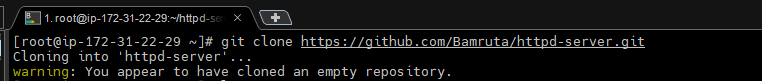 1. root@ip-172-31-22-29:~/httpd-ser
[root@ip-172-31-22-29 ~]# git clone https://github.com/Bamruta/httpd-server.git
Cloning into 'httpd-server'...
warning: You appear to have cloned an empty repository.